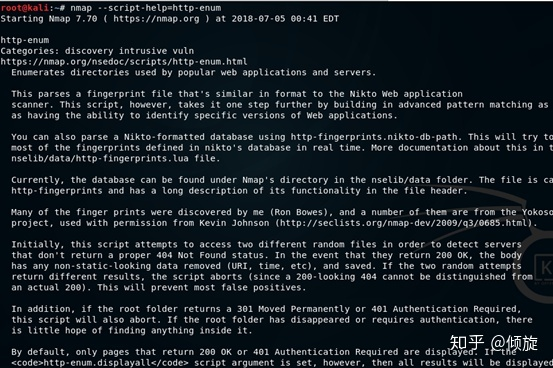 root@kali:~# nmap --script-help=http-enum
Starting Nmap 7.70 ( https://nmap.org ) at 2018-07-05 00:41 EDT
http-enum
Categories: discovery intrusive vuln
https://nmap.org/nsedoc/scripts/http-enum.html
Enumerates directories used by popular web applications and servers.
This parses a fingerprint file that's similar in format to the Nikto Web application
scanner. This script, however, takes it one step further by building in advanced pattern matching as
as having the ability to identify specific versions of Web applications.
You can also parse a Nikto-formatted database using http-fingerprints.nikto-db-path. This will try to
most of the fingerprints defined in nikto's database in real time. More documentation about this in t
nselib/data/http-fingerprints.lua file.
Currently, the database can be found under Nmap's directory in the nselib/data folder. The file is ca
http-fingerprints and has a long description of its functionality in the file header.
Many of the finger prints were discovered by me (Ron Bowes), and a number of them are from the Yokoso
project, used with permission from Kevin Johnson (http://seclists.org/nmap-dev/2009/q3/0685.html).
Initially, this script attempts to access two different random files in order to detect servers
that don't return a proper 404 Not Found status. In the event that they return 200 OK, the body
has any non-static-looking data removed (URI, time, etc), and saved. If the two random attempts
return different results, the script aborts (since a 200-looking 404 cannot be distinguished from
an actual 200). This will prevent most false positives.
In addition, if the root folder returns a 301 Moved Permanently or 401 Authentication Required,
this script will also abort. If the root folder has disappeared or requires authentication, there
is little hope of finding anything inside it.
By default, only pages that return 200 OK or 401 Authentication Required are displayed. If the
<code>http-enum.displayall</code> script argument is set, however, then all results will be displayed
知乎 @倾旋